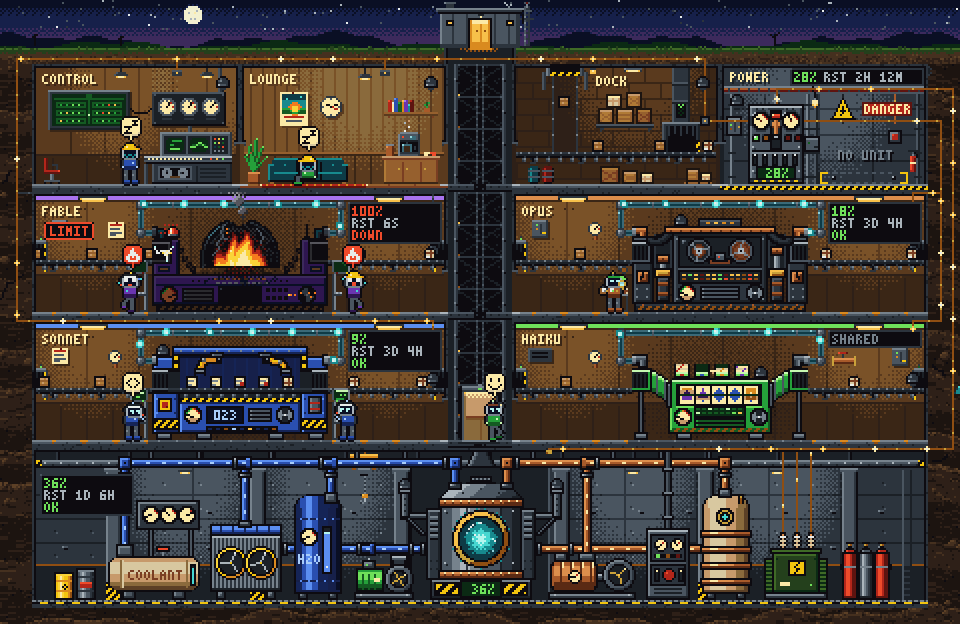 CONTROL
LOUNGE
DOCK
POWER 28% RST 2H 12M
DANGER
NO UNIT
28%
FABLE
LIMIT
100%
RST 6S
DOWN
OPUS
18%
RST 3D 4H
OK
SONNET
9%
RST 3D 4H
OK
023
HAIKU
SHARED
36%
RST 1D 6H
OK
COOLANT
H2O
36%